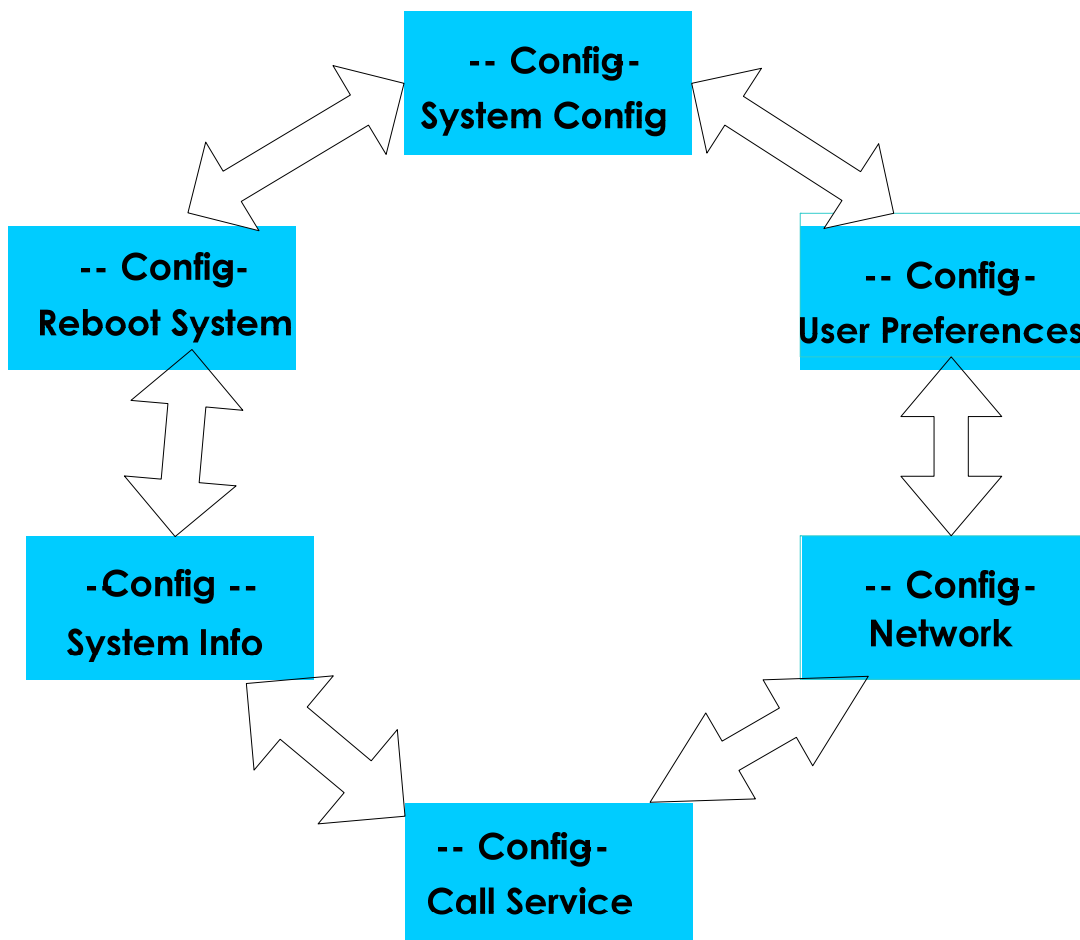 -- Config--
System Config
-- Config--
Reboot System
-- Config--
User Preferences
--Config --
System Info
-- Config--
Network
-- Config--
Call Service